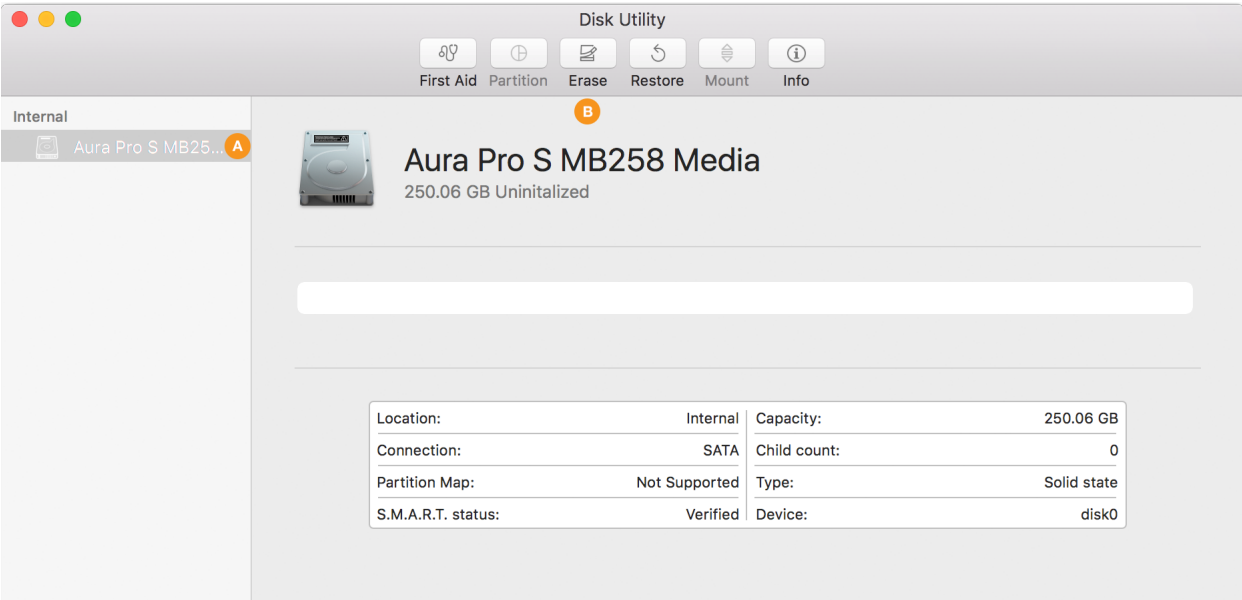 Disk Utility
First Aid Partition Erase Restore Mount Info
B
Internal
Aura Pro S MB25... A
Aura Pro S MB258 Media
250.06 GB Uninitalized
Location: Internal Capacity: 250.06 GB
Connection: SATA Child count: 0
Partition Map: Not Supported Type: Solid state
S.M.A.R.T. status: Verified Device: disk0